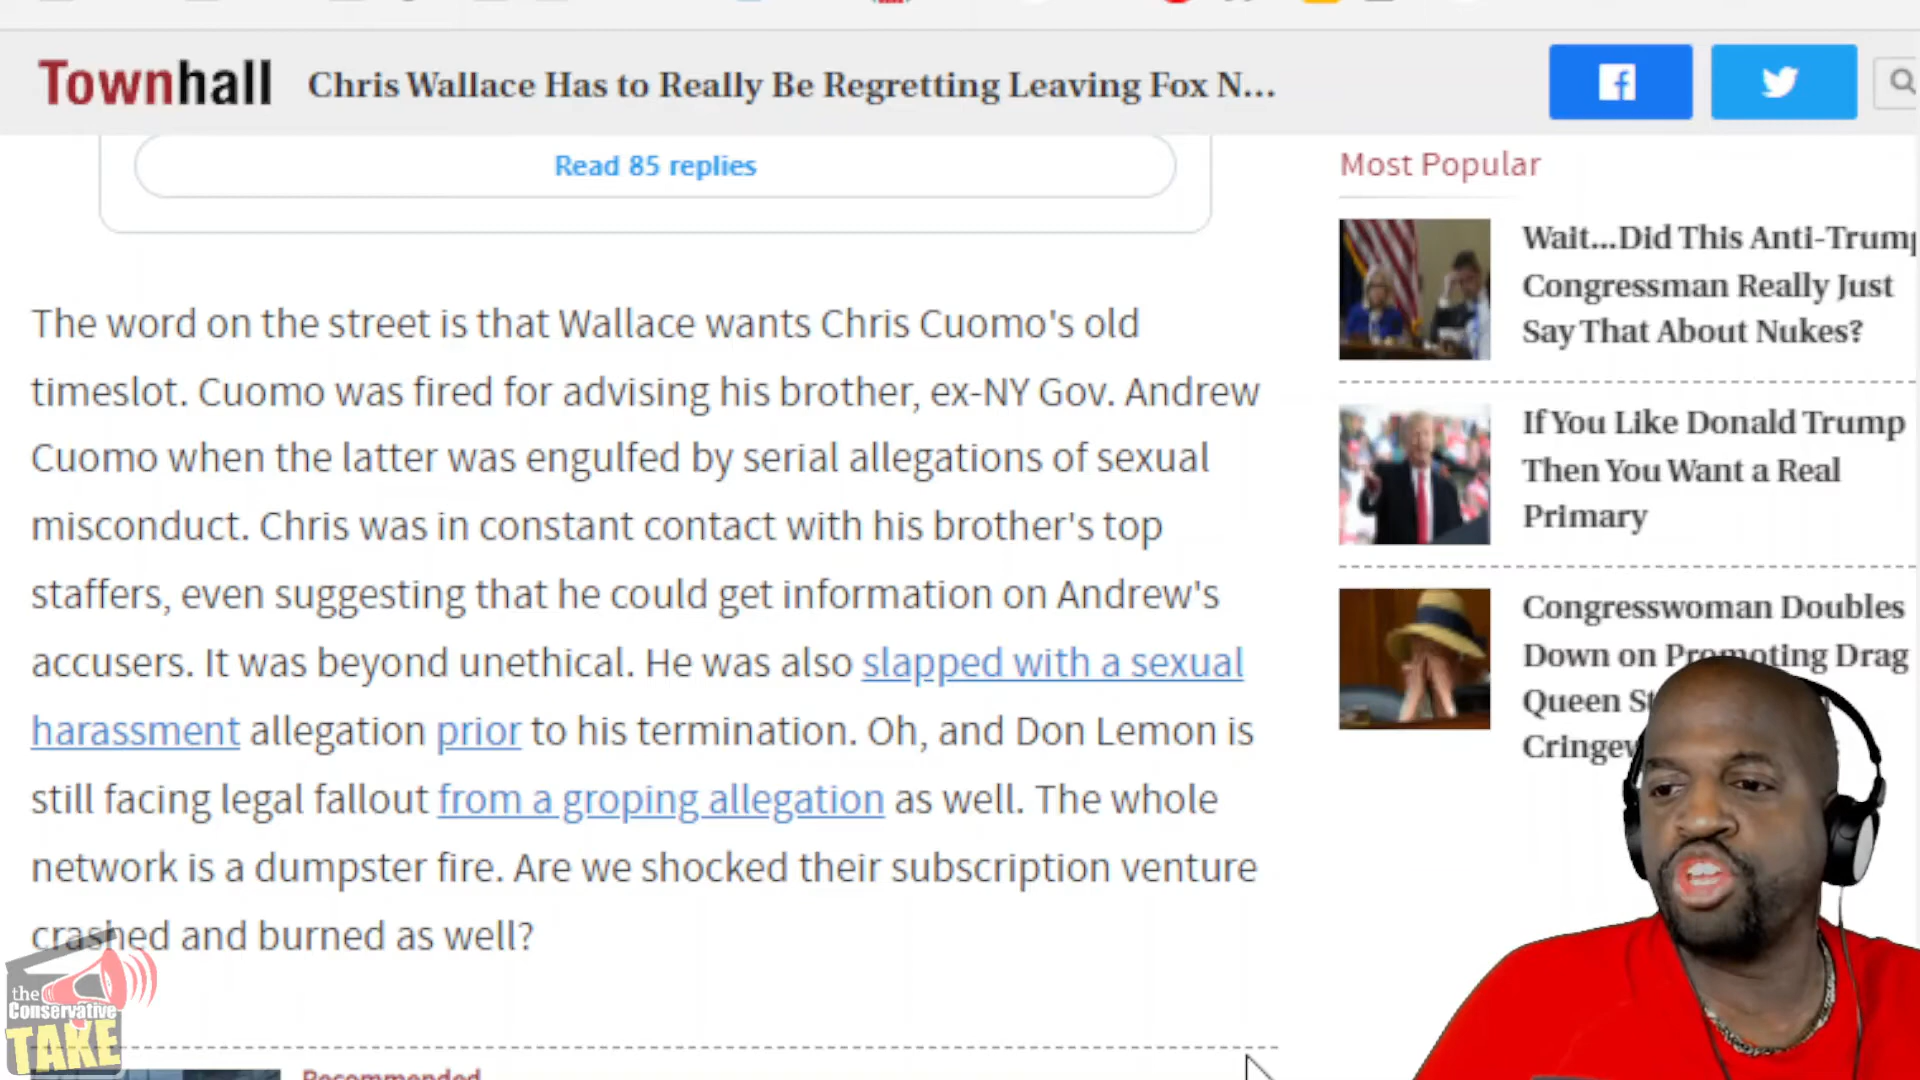 Townhall
Chris Wallace Has to Really Be Regretting Leaving Fox N...
Read 85 replies
The word on the street is that Wallace wants Chris Cuomo's old
timeslot. Cuomo was fired for advising his brother, ex-NY Gov. Andrew
Cuomo when the latter was engulfed by serial allegations of sexual
misconduct. Chris was in constant contact with his brother's top
staffers, even suggesting that he could get information on Andrew's
accusers. It was beyond unethical. He was also slapped with a sexual
harassment allegation prior to his termination. Oh, and Don Lemon is
still facing legal fallout from a groping allegation as well. The whole
network is a dumpster fire. Are we shocked their subscription venture
crashed and burned as well?
Recommended
Most Popular
Wait...Did This Anti-Trump
Congressman Really Just
Say That About Nukes?
If You Like Donald Trump
Then You Want a Real
Primary
Congresswoman Doubles
Down on Promoting Drag
Queen
the
Conservative
TAKE